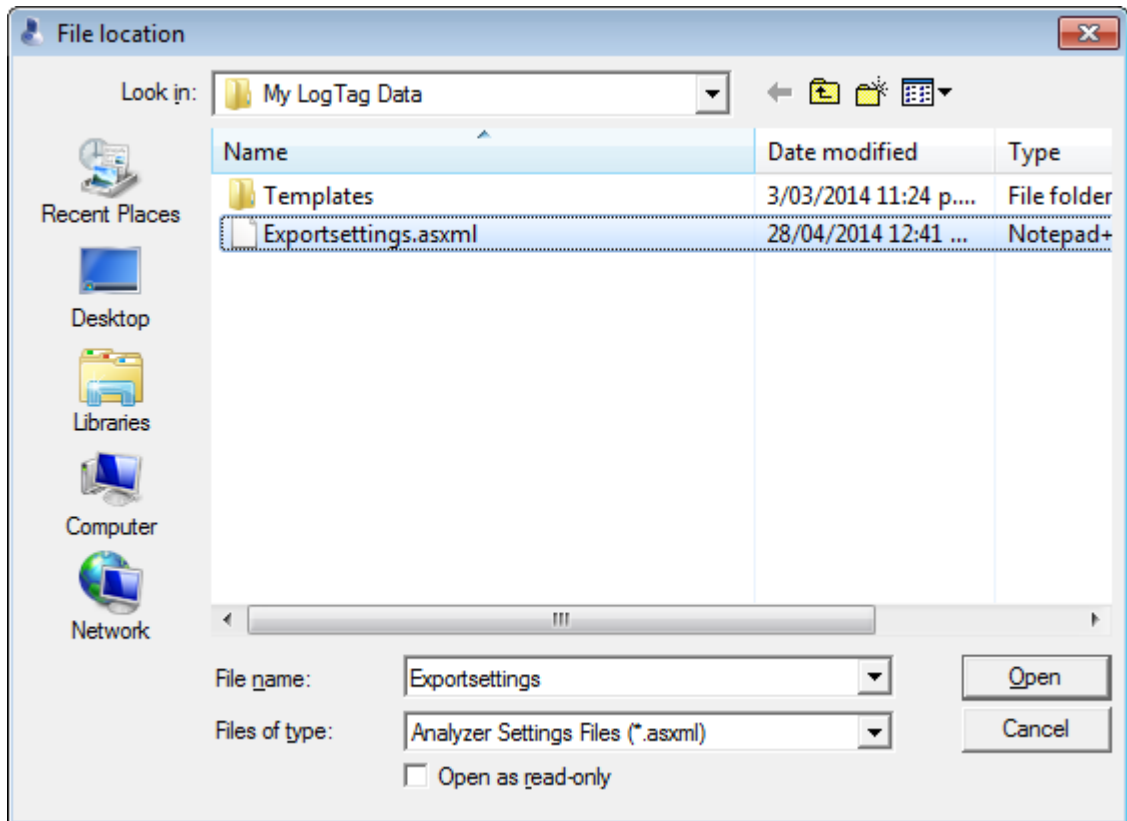 File location
Look in: My LogTag Data
Name Date modified Type
Templates 3/03/2014 11:24 p.... File folder
Exportsettings.asxml 28/04/2014 12:41 ... Notepad+
Recent Places
Desktop
Libraries
Computer
Network
File name: Exportsettings Open
Files of type: Analyzer Settings Files (*.asxml) Cancel
Open as read-only